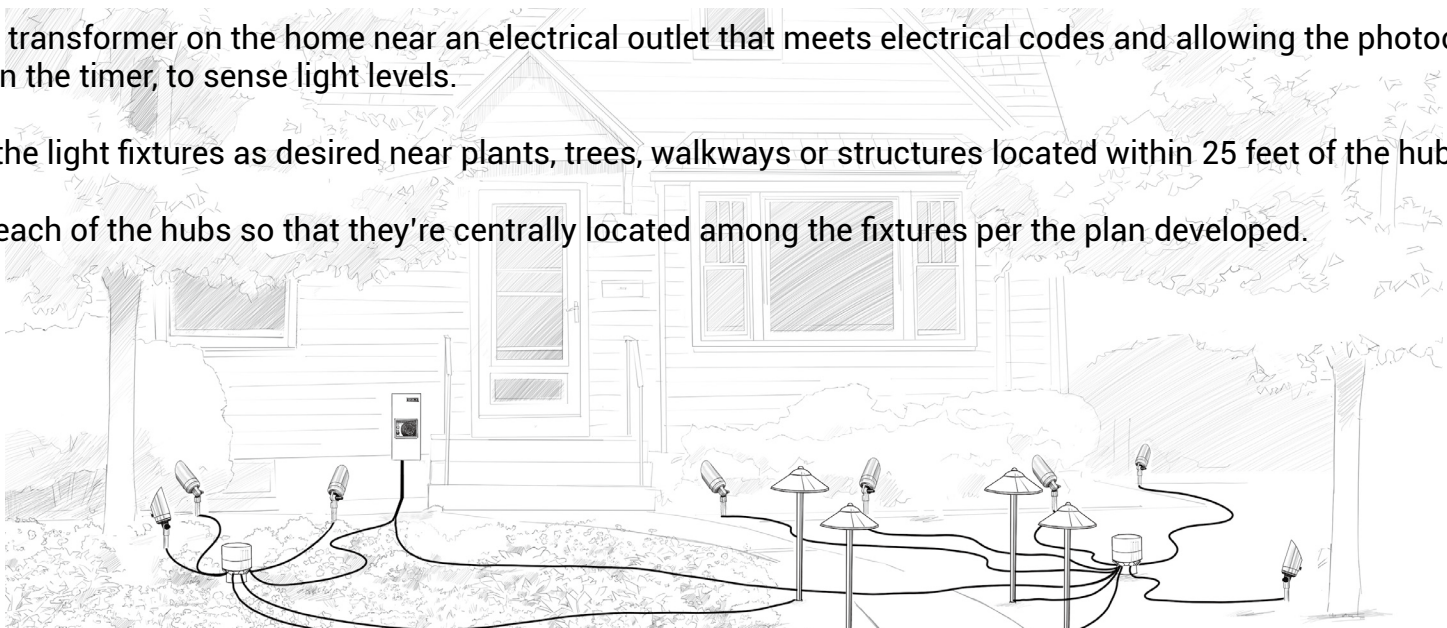 transformer on the home near an electrical outlet that meets electrical codes and allowing the
n the timer, to sense light levels.
the light fixtures as desired near plants, trees, walkways or structures located within 25 feet of the hub
each of the hubs so that they're centrally located among the fixtures per the plan developed.